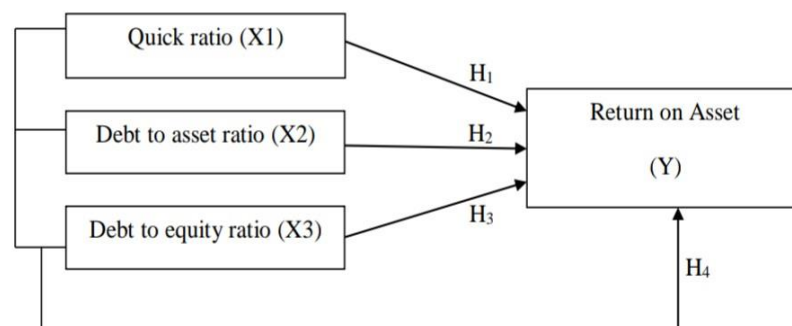 Quick ratio (X1)
H₁
Return on Asset
Debt to asset ratio (X2)
H₂
(Y)
Debt to equity ratio (X3)
H₃
H₄